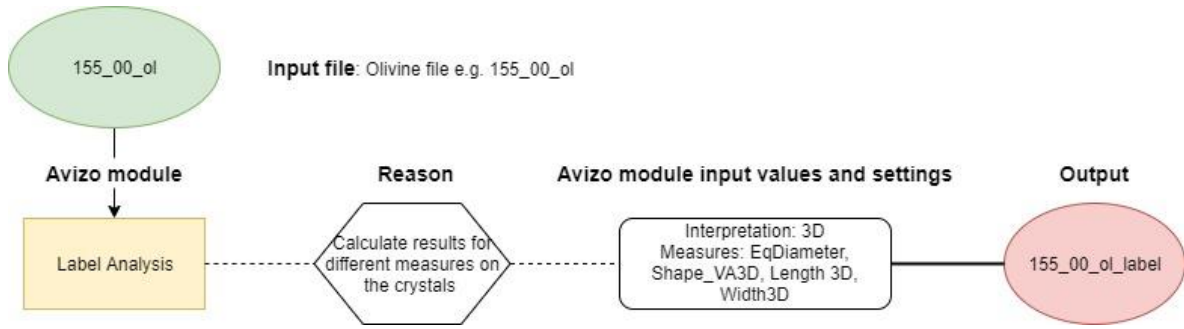 155_00_ol
Input file: Olivine file e.g. 155_00_ol
Avizo module
Reason
Avizo module input values and settings
Output
Label Analysis
Calculate results for
different measures on
the crystals
Interpretation: 3D
Measures: EqDiameter,
Shape_VA3D, Length 3D,
Width3D
155_00_ol_label